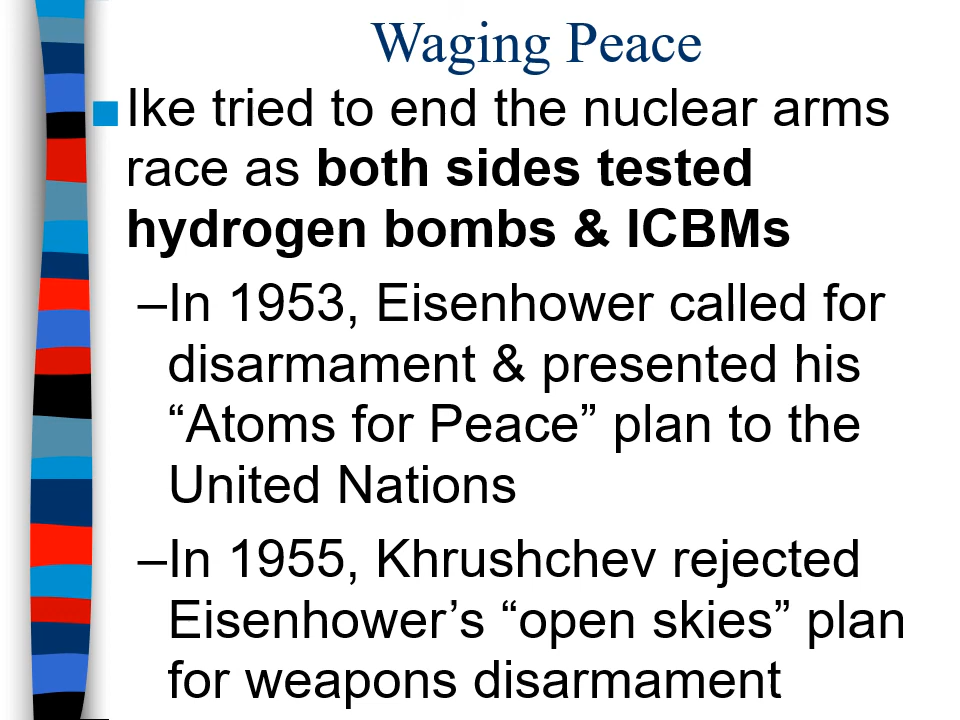 Waging Peace
Ike tried to end the nuclear arms
race as both sides tested
hydrogen bombs & ICBMs
–In 1953, Eisenhower called for
disarmament & presented his
“Atoms for Peace” plan to the
United Nations
–In 1955, Khrushchev rejected
Eisenhower’s “open skies” plan
for weapons disarmament